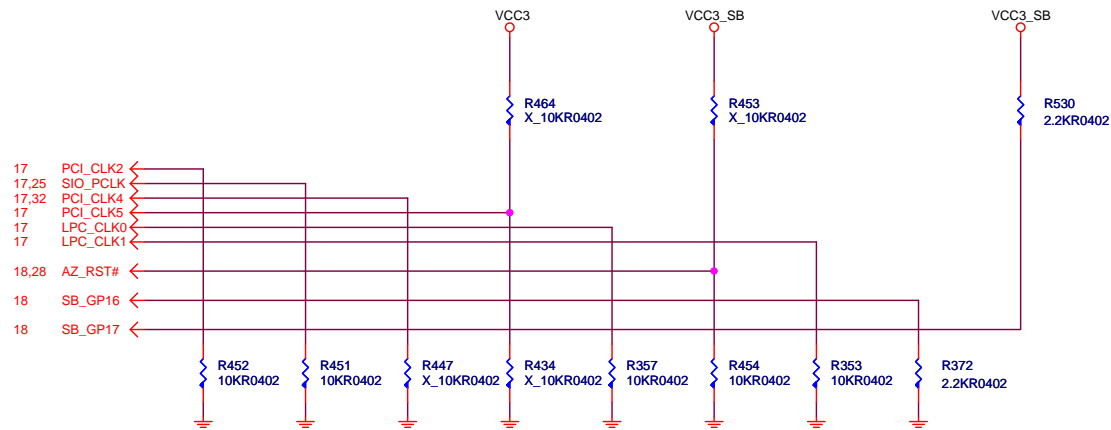 VCC3
VCC3_SB
VCC3_SB
R464
X_10KR0402
R453
X_10KR0402
R530
2.2KR0402
17 PCI_CLK2
17,25 SIO_PCLK
17,32 PCI_CLK4
17 PCI_CLK5
17 LPC_CLK0
17 LPC_CLK1
18,28 AZ_RST#
18 SB_GP16
18 SB_GP17
R452
10KR0402
R451
10KR0402
R447
X_10KR0402
R434
X_10KR0402
R357
10KR0402
R454
10KR0402
R353
10KR0402
R372
2.2KR0402